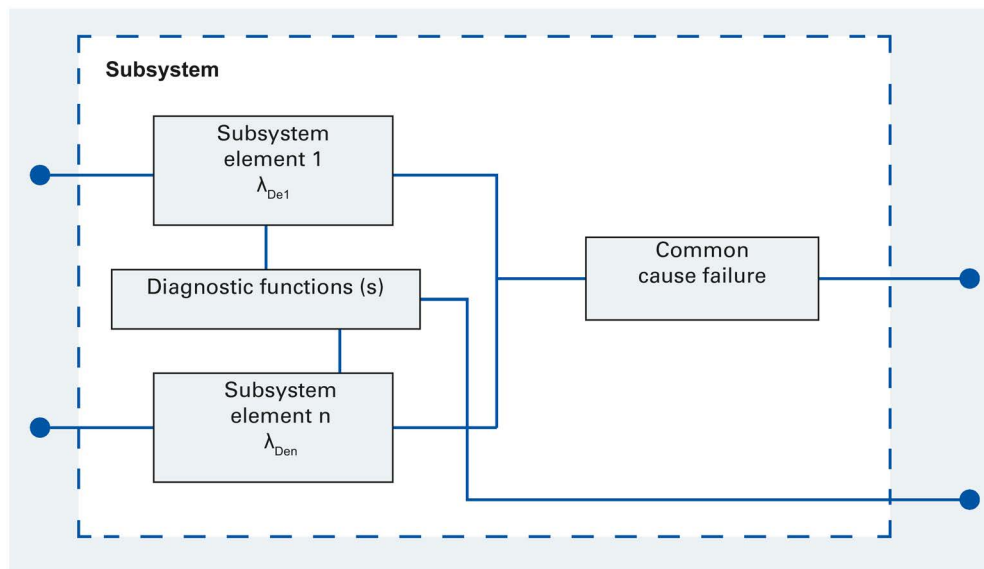 Subsystem
Subsystem
element 1
λDe1
Diagnostic functions (s)
Subsystem
element n
λDen
Common
cause failure